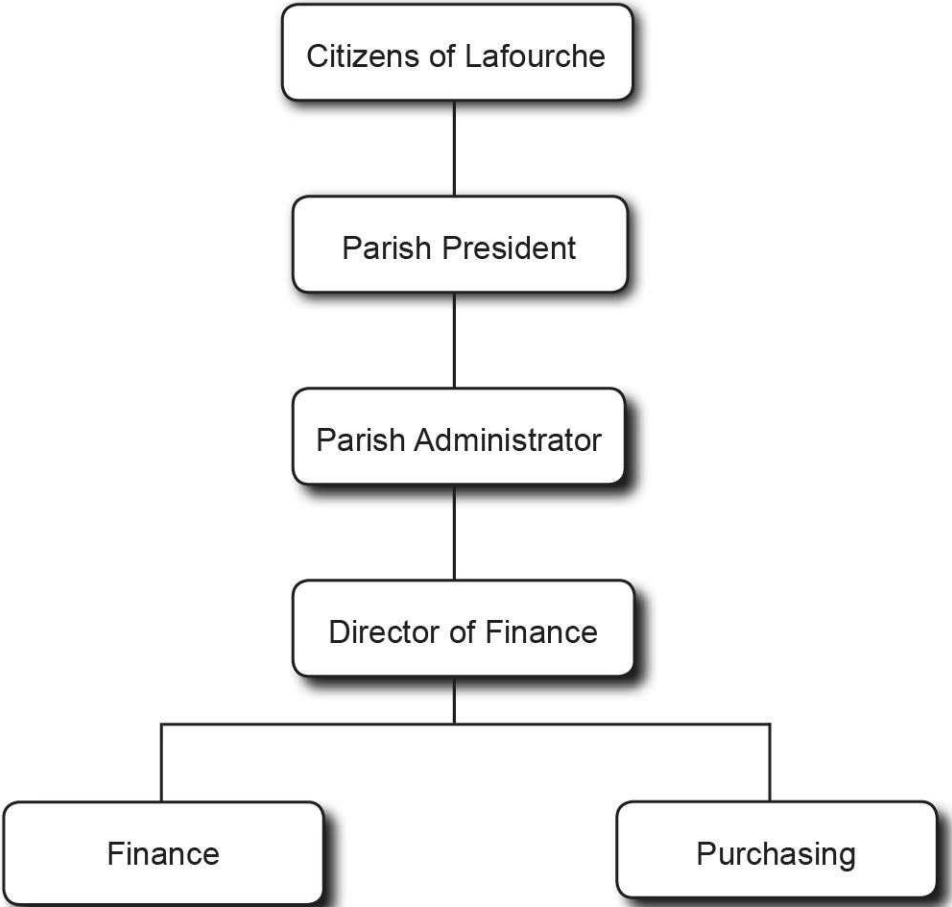 Citizens of Lafourche
Parish President
Parish Administrator
Director of Finance
Finance
Purchasing